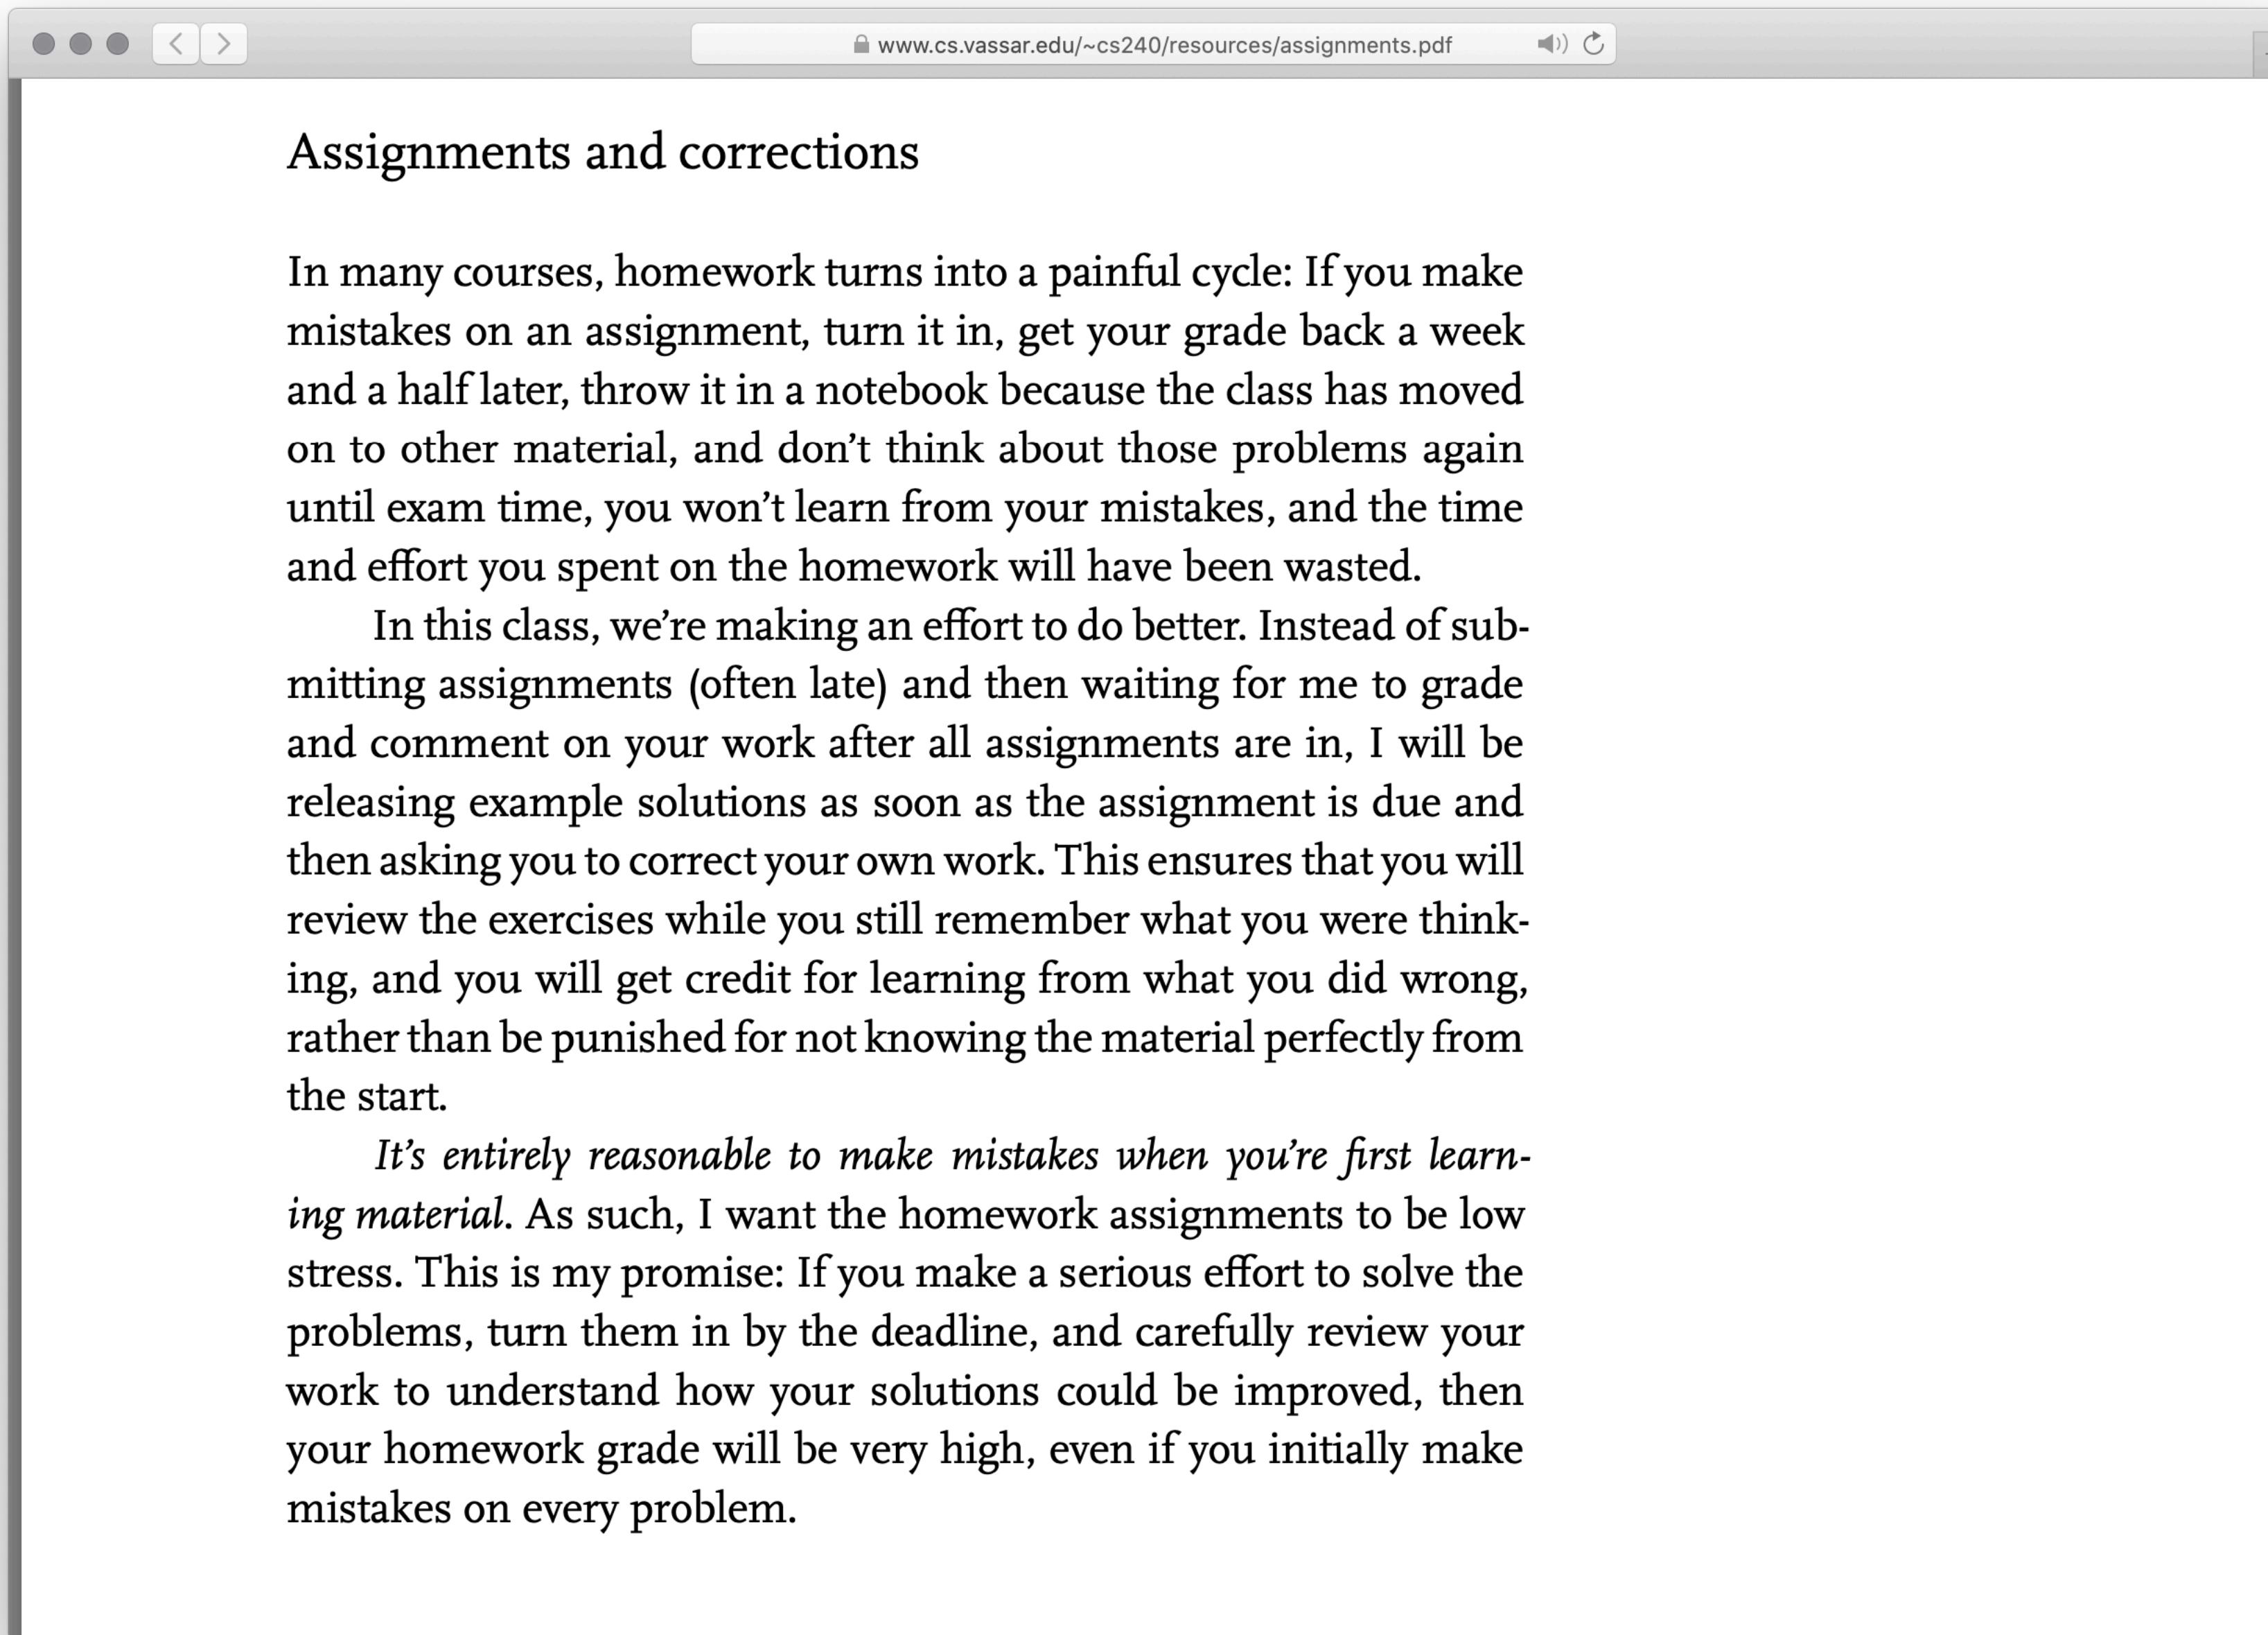 www.cs.vassar.edu/~cs240/resources/assignments.pdf
Assignments and corrections
In many courses, homework turns into a painful cycle: If you make
mistakes on an assignment, turn it in, get your grade back a week
and a half later, throw it in a notebook because the class has moved
on to other material, and don’t think about those problems again
until exam time, you won’t learn from your mistakes, and the time
and effort you spent on the homework will have been wasted.
In this class, we’re making an effort to do better. Instead of sub-
mitting assignments (often late) and then waiting for me to grade
and comment on your work after all assignments are in, I will be
releasing example solutions as soon as the assignment is due and
then asking you to correct your own work. This ensures that you will
review the exercises while you still remember what you were think-
ing, and you will get credit for learning from what you did wrong,
rather than be punished for not knowing the material perfectly from
the start.
It’s entirely reasonable to make mistakes when you’re first learn-
ing material. As such, I want the homework assignments to be low
stress. This is my promise: If you make a serious effort to solve the
problems, turn them in by the deadline, and carefully review your
work to understand how your solutions could be improved, then
your homework grade will be very high, even if you initially make
mistakes on every problem.